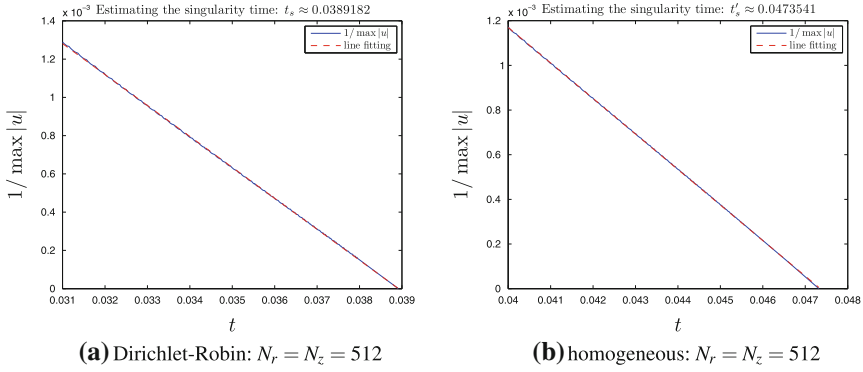 × 10⁻³ Estimating the singularity time: t_s ≈ 0.0389182
1/ max |u|
line fitting
1.4
1.2
1
0.8
0.6
0.4
0.2
0
1/ max |u|
0.031 0.032 0.033 0.034 0.035 0.036 0.037 0.038 0.039
t
(a) Dirichlet-Robin: N_r = N_z = 512
× 10⁻³ Estimating the singularity time: t'_s ≈ 0.0473541
1/ max |u|
line fitting
1.2
1
0.8
0.6
0.4
0.2
0
1/ max |u|
0.04 0.041 0.042 0.043 0.044 0.045 0.046 0.047 0.048
t
(b) homogeneous: N_r = N_z = 512